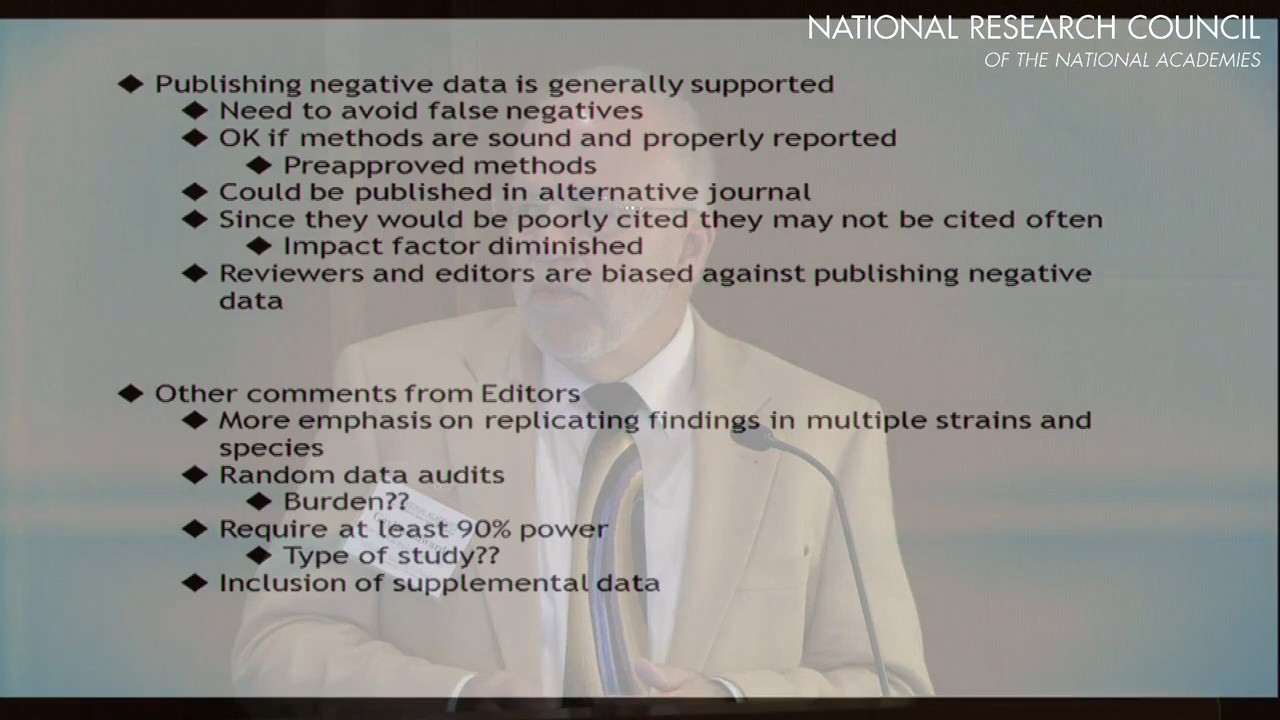 NATIONAL RESEARCH COUNCIL
OF THE NATIONAL ACADEMIES
◆ Publishing negative data is generally supported
◆ Need to avoid false negatives
◆ OK if methods are sound and properly reported
◆ Preapproved methods
◆ Could be published in alternative journal
◆ Since they would be poorly cited they may not be cited often
◆ Impact factor diminished
◆ Reviewers and editors are biased against publishing negative
data
◆ Other comments from Editors
◆ More emphasis on replicating findings in multiple strains and
species
◆ Random data audits
◆ Burden??
◆ Require at least 90% power
◆ Type of study??
◆ Inclusion of supplemental data